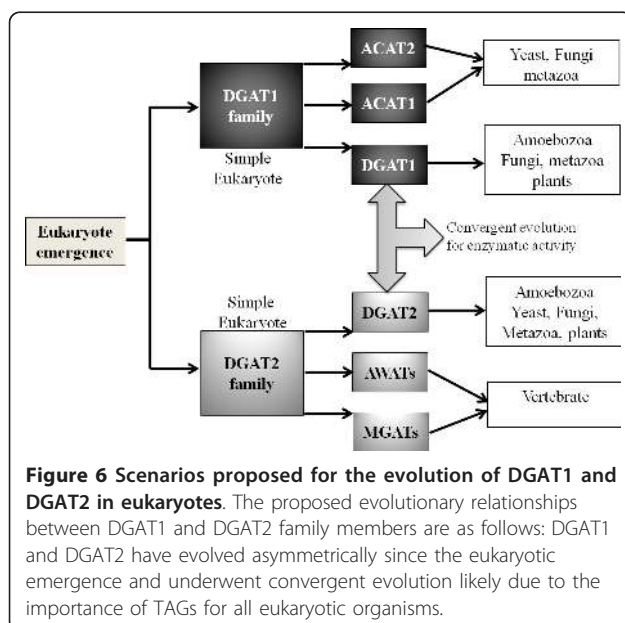 ACAT2
Yeast, Fungi
metazoa
DGAT1
family
ACAT1
Simple
Eukaryote
DGAT1
Amoebozoa
Fungi, metazoa
plants
Eukaryote
emergence
Convergent evolution
for enzymatic activity
Simple
Eukaryote
DGAT2
Amoebozoa
Yeast, Fungi,
Metazoa, plants
DGAT2
family
AWATs
Vertebrate
MGATs
Figure 6 Scenarios proposed for the evolution of DGAT1 and
DGAT2 in eukaryotes. The proposed evolutionary relationships
between DGAT1 and DGAT2 family members are as follows: DGAT1
and DGAT2 have evolved asymmetrically since the eukaryotic
emergence and underwent convergent evolution likely due to the
importance of TAGs for all eukaryotic organisms.